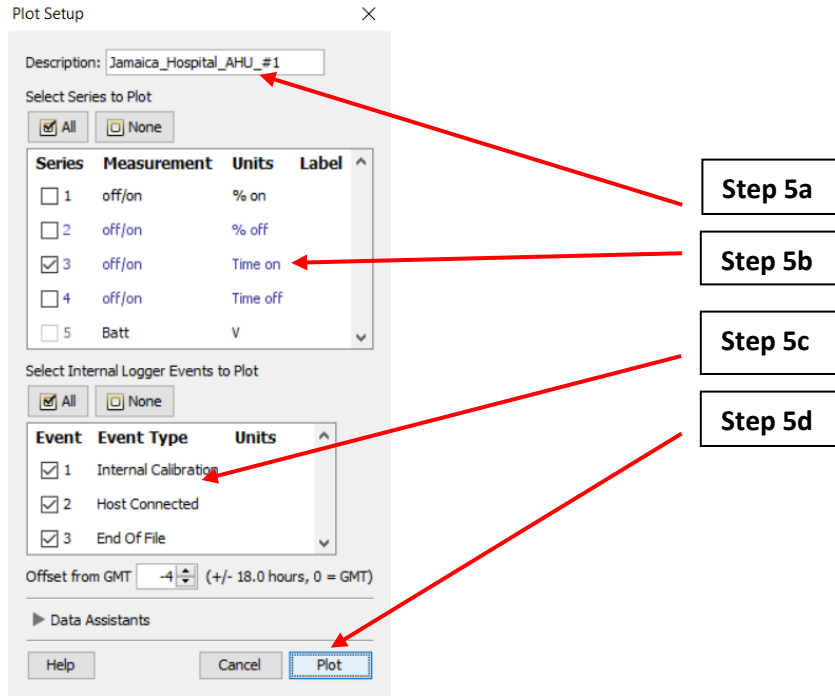 Plot Setup
Description: Jamaica_Hospital_AHU_#1
Select Series to Plot
All None
Series Measurement Units Label
1 off/on % on
2 off/on % off
3 off/on Time on
4 off/on Time off
5 Batt V
Select Internal Logger Events to Plot
All None
Event Event Type Units
1 Internal Calibration
2 Host Connected
3 End Of File
Offset from GMT -4 (+/- 18.0 hours, 0 = GMT)
Data Assistants
Help Cancel Plot
Step 5a
Step 5b
Step 5c
Step 5d